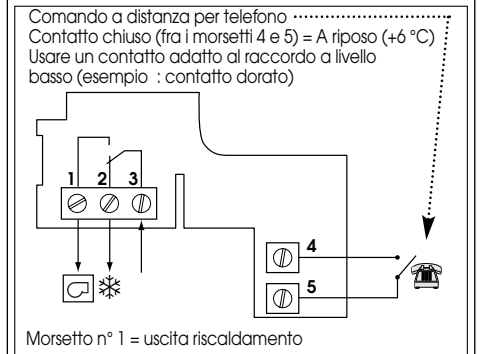 Comando a distanza per telefono
Contatto chiuso (fra i morsetti 4 e 5) = A riposo (+6 °C)
Usare un contatto adatto al raccordo a livello
basso (esempio : contatto dorato)
1 2 3
4
5
Morsetto n° 1 = uscita riscaldamento